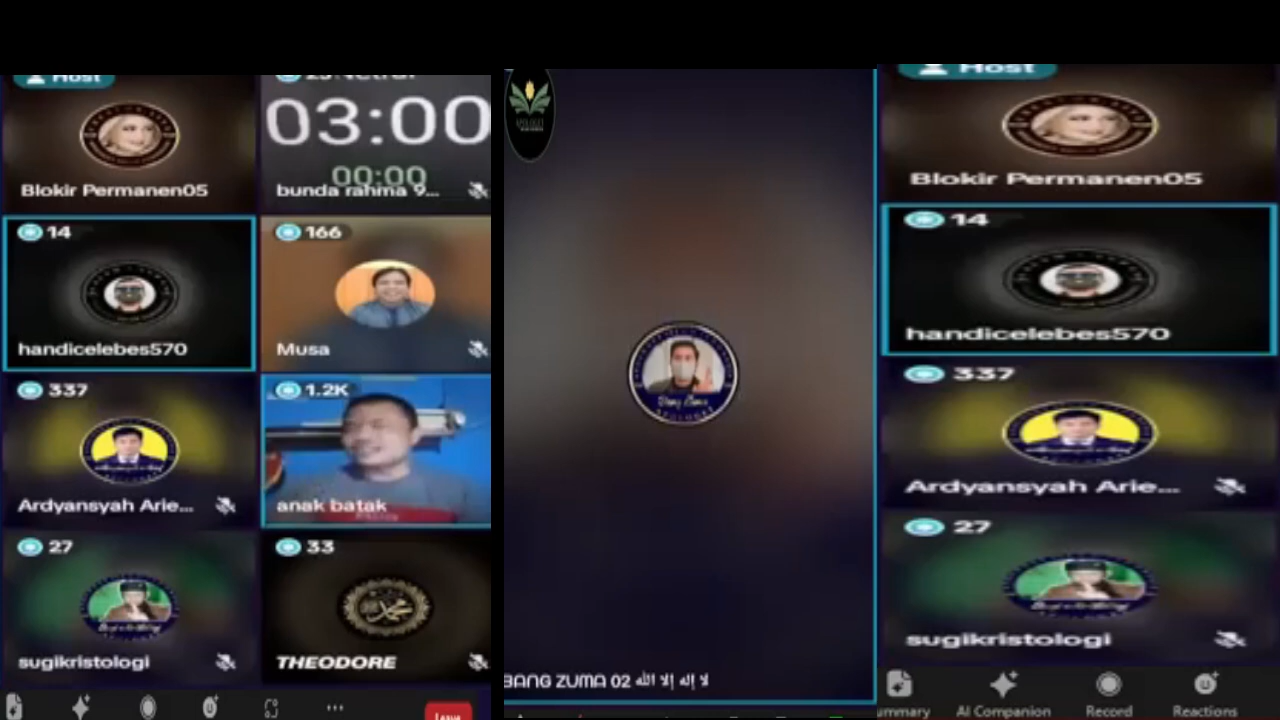 Host
Blokir Permanen05
03:00
00:00
bunda rahma 9...
14
handicelebes570
166
Musa
337
Ardyansyah Arie...
1.2K
anak batak
27
sugikristologi
33
THEODORE
Leave
BANG ZUMA 02 لا إله إلا الله
Host
Blokir Permanen05
14
handicelebes570
337
Ardyansyah Arie...
27
sugikristologi
ummary
AI Companion
Record
Reactions